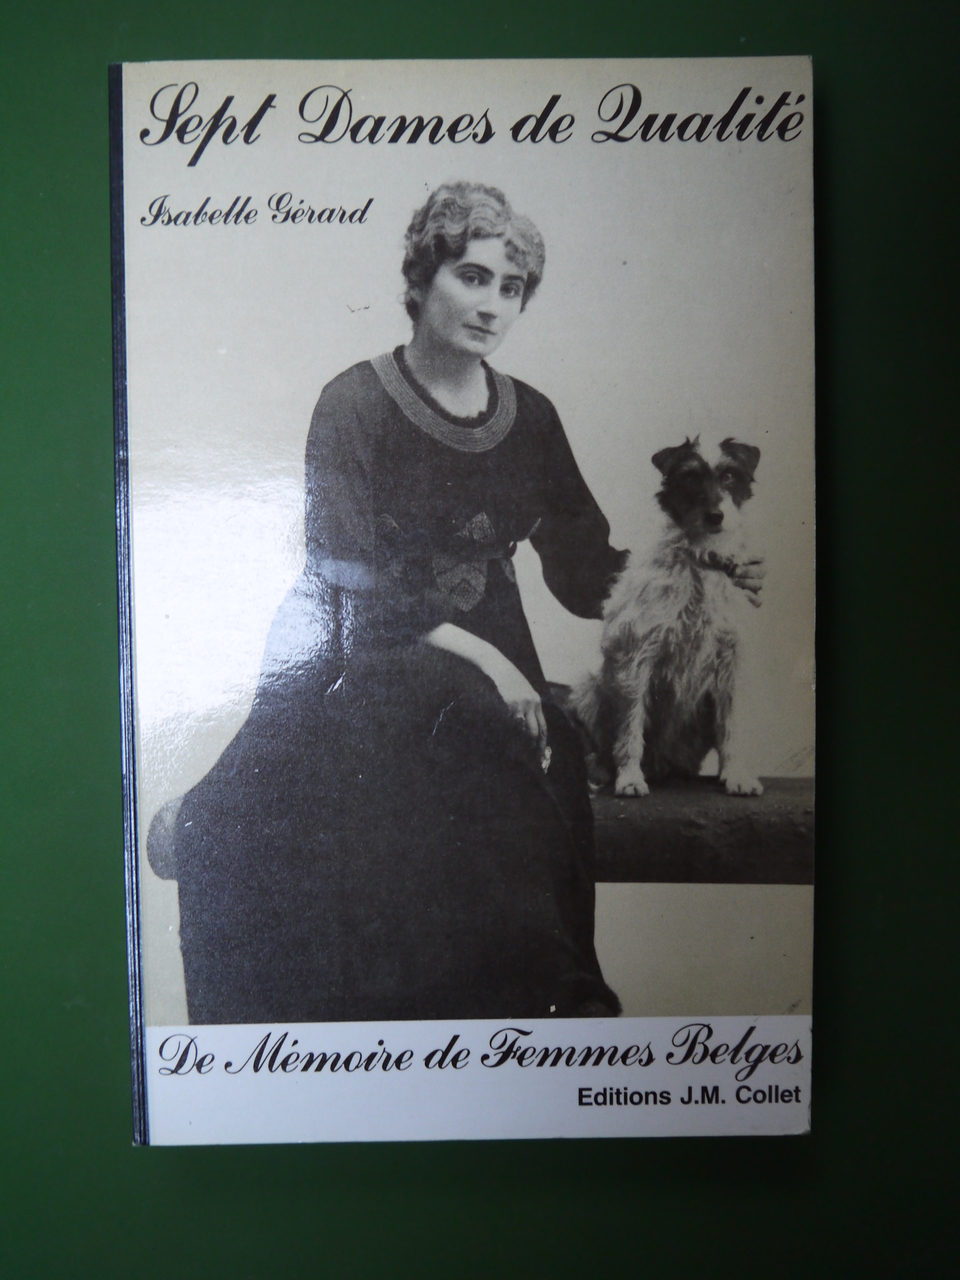 Sept Dames de Qualité
Isabelle Gérard
De Mémoire de Femmes Belges
Editions J.M. Collet